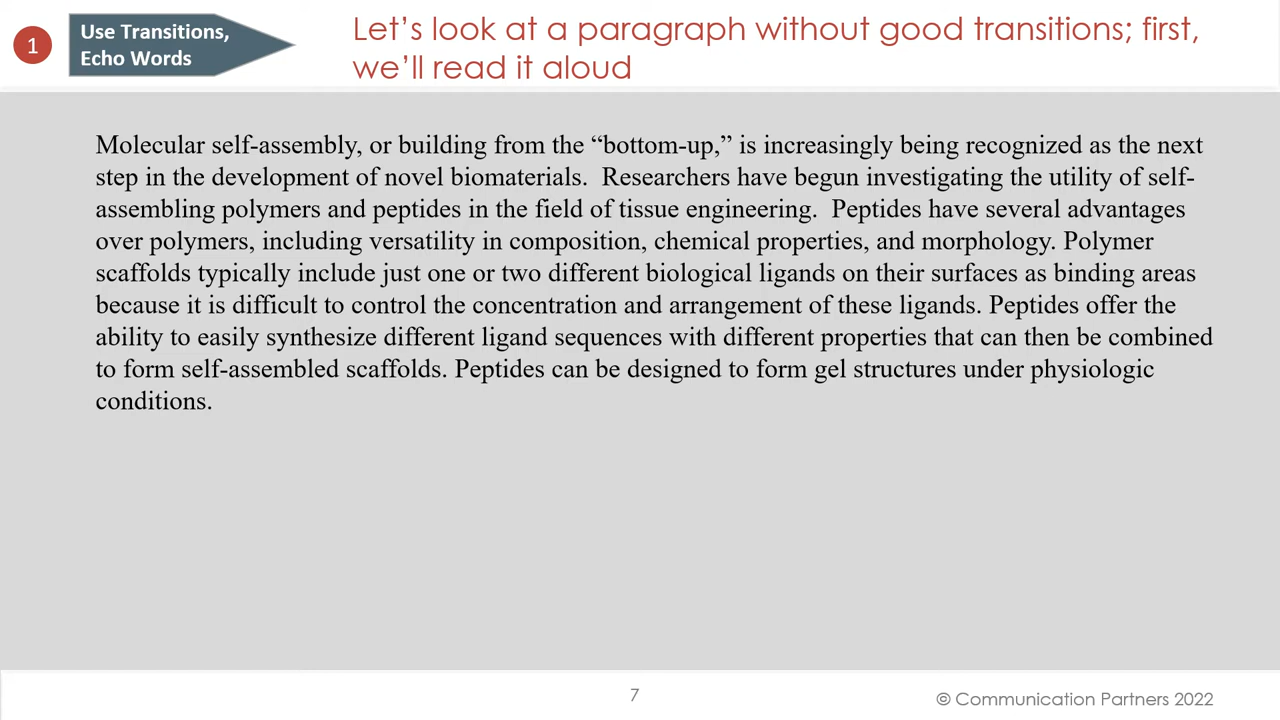 1
Use Transitions,
Echo Words
Let’s look at a paragraph without good transitions; first,
we’ll read it aloud
Molecular self-assembly, or building from the “bottom-up,” is increasingly being recognized as the next
step in the development of novel biomaterials.  Researchers have begun investigating the utility of self-
assembling polymers and peptides in the field of tissue engineering.  Peptides have several advantages
over polymers, including versatility in composition, chemical properties, and morphology. Polymer
scaffolds typically include just one or two different biological ligands on their surfaces as binding areas
because it is difficult to control the concentration and arrangement of these ligands. Peptides offer the
ability to easily synthesize different ligand sequences with different properties that can then be combined
to form self-assembled scaffolds. Peptides can be designed to form gel structures under physiologic
conditions.
7
© Communication Partners 2022